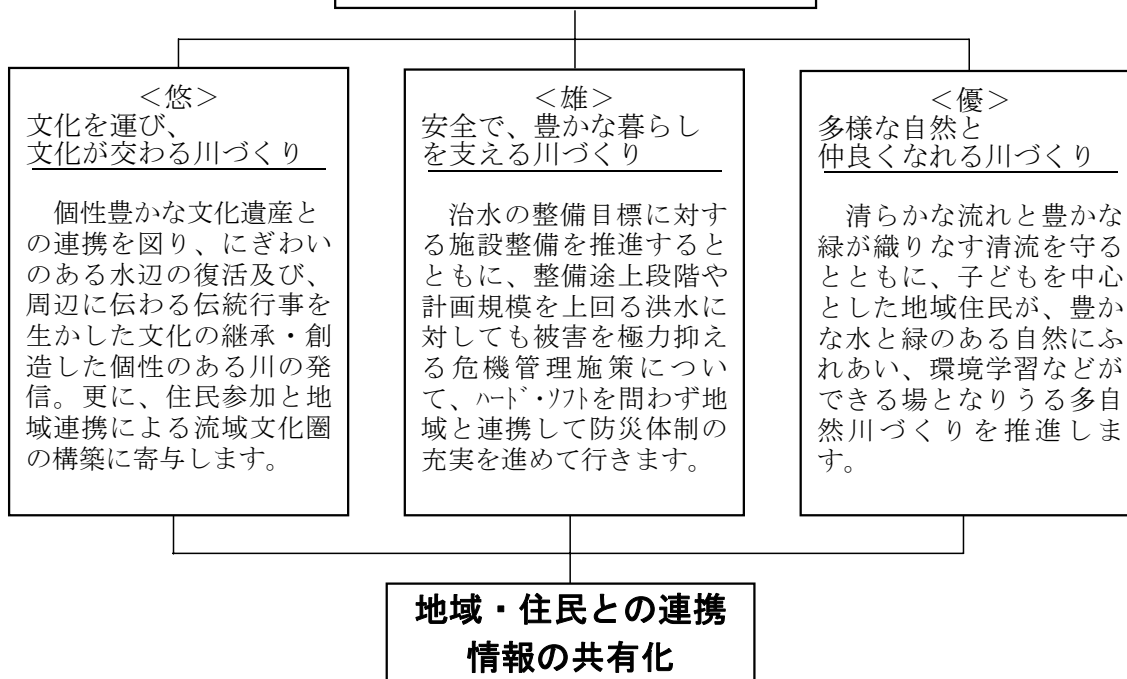 <悠>
文化を運び、
文化が交わる川づくり
個性豊かな文化遺産と
の連携を図り、にぎわい
のある水辺の復活及び、
周辺に伝わる伝統行事を
生かした文化の継承・創
造した個性のある川の発
信。更に、住民参加と地
域連携による流域文化圏
の構築に寄与します。
<雄>
安全で、豊かな暮らし
を支える川づくり
治水の整備目標に対す
る施設整備を推進すると
ともに、整備途上段階や
計画規模を上回る洪水に
対しても被害を極力抑え
る危機管理施策につい
て、ﾊｰﾄﾞ・ｿﾌﾄを問わず地
域と連携して防災体制の
充実を進めて行きます。
<優>
多様な自然と
仲良くなれる川づくり
清らかな流れと豊かな
緑が織りなす清流を守る
とともに、子どもを中心
とした地域住民が、豊か
な水と緑のある自然にふ
れあい、環境学習などが
できる場となりうる多自
然川づくりを推進しま
す。
地域・住民との連携
情報の共有化